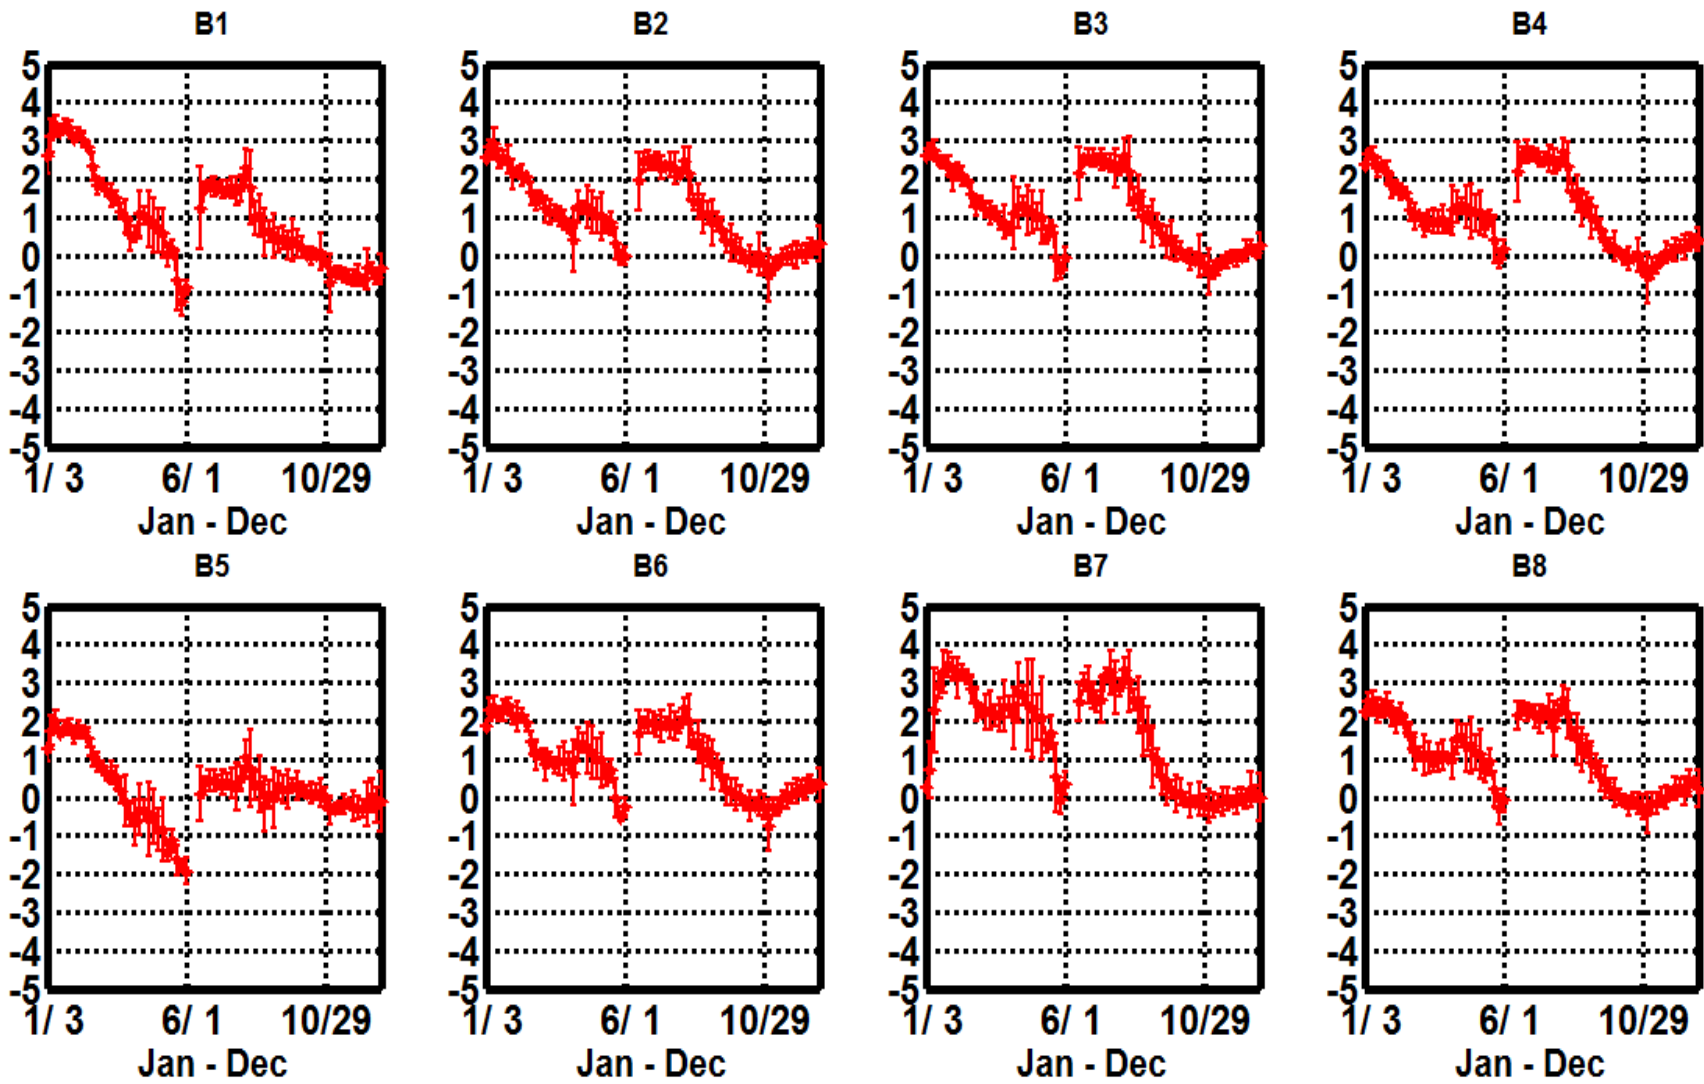 B1 B2 B3 B4
5 5 5 5
4 4 4 4
3 3 3 3
2 2 2 2
1 1 1 1
0 0 0 0
-1 -1 -1 -1
-2 -2 -2 -2
-3 -3 -3 -3
-4 -4 -4 -4
-5 -5 -5 -5
1/ 3 6/ 1 10/29 1/ 3 6/ 1 10/29 1/ 3 6/ 1 10/29 1/ 3 6/ 1 10/29
Jan - Dec Jan - Dec Jan - Dec Jan - Dec
B5 B6 B7 B8
5 5 5 5
4 4 4 4
3 3 3 3
2 2 2 2
1 1 1 1
0 0 0 0
-1 -1 -1 -1
-2 -2 -2 -2
-3 -3 -3 -3
-4 -4 -4 -4
-5 -5 -5 -5
1/ 3 6/ 1 10/29 1/ 3 6/ 1 10/29 1/ 3 6/ 1 10/29 1/ 3 6/ 1 10/29
Jan - Dec Jan - Dec Jan - Dec Jan - Dec